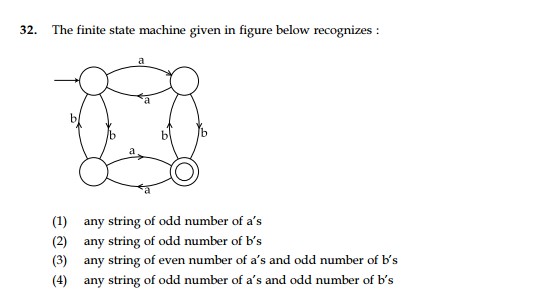 32. The finite state machine given in figure below recognizes :
a
a
b
b
b
b
a
a
(1) any string of odd number of a's
(2) any string of odd number of b's
(3) any string of even number of a's and odd number of b's
(4) any string of odd number of a's and odd number of b's